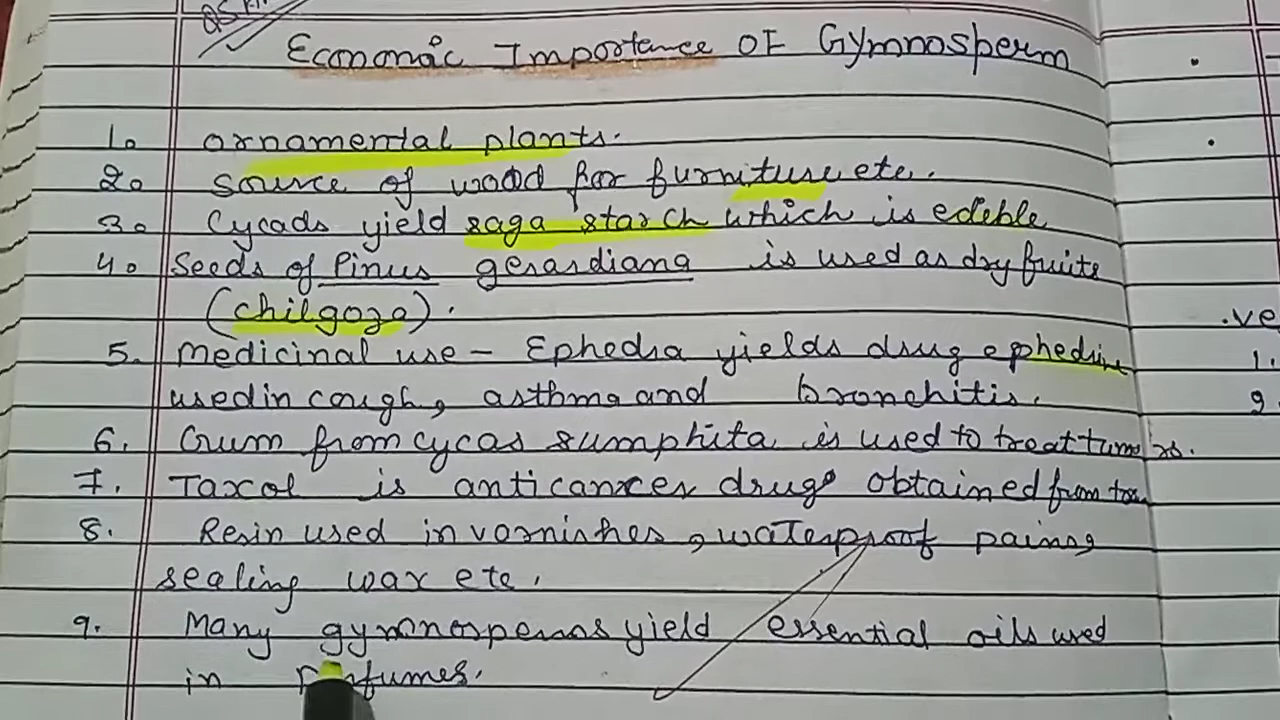 Economic Importance OF Gymnosperm
1. ornamental plants.
2. Source of wood for furniture etc.
3. Cycads yield saga starch which is edeble
4. Seeds of Pinus gerardiana is used as dry fruits
(chilgoza).
5. Medicinal use - Ephedra yields drug ephedrine
used in cough, asthma and bronchitis.
6. Gum from cycas rumphita is used to treat tumors.
7. Taxol is anticancer drugs obtained from
8. Resin used in varnishes, waterproof
sealing wax etc.
9. Many gymnosperms yield essential oils used
in perfumes.
.ve
1.
2.